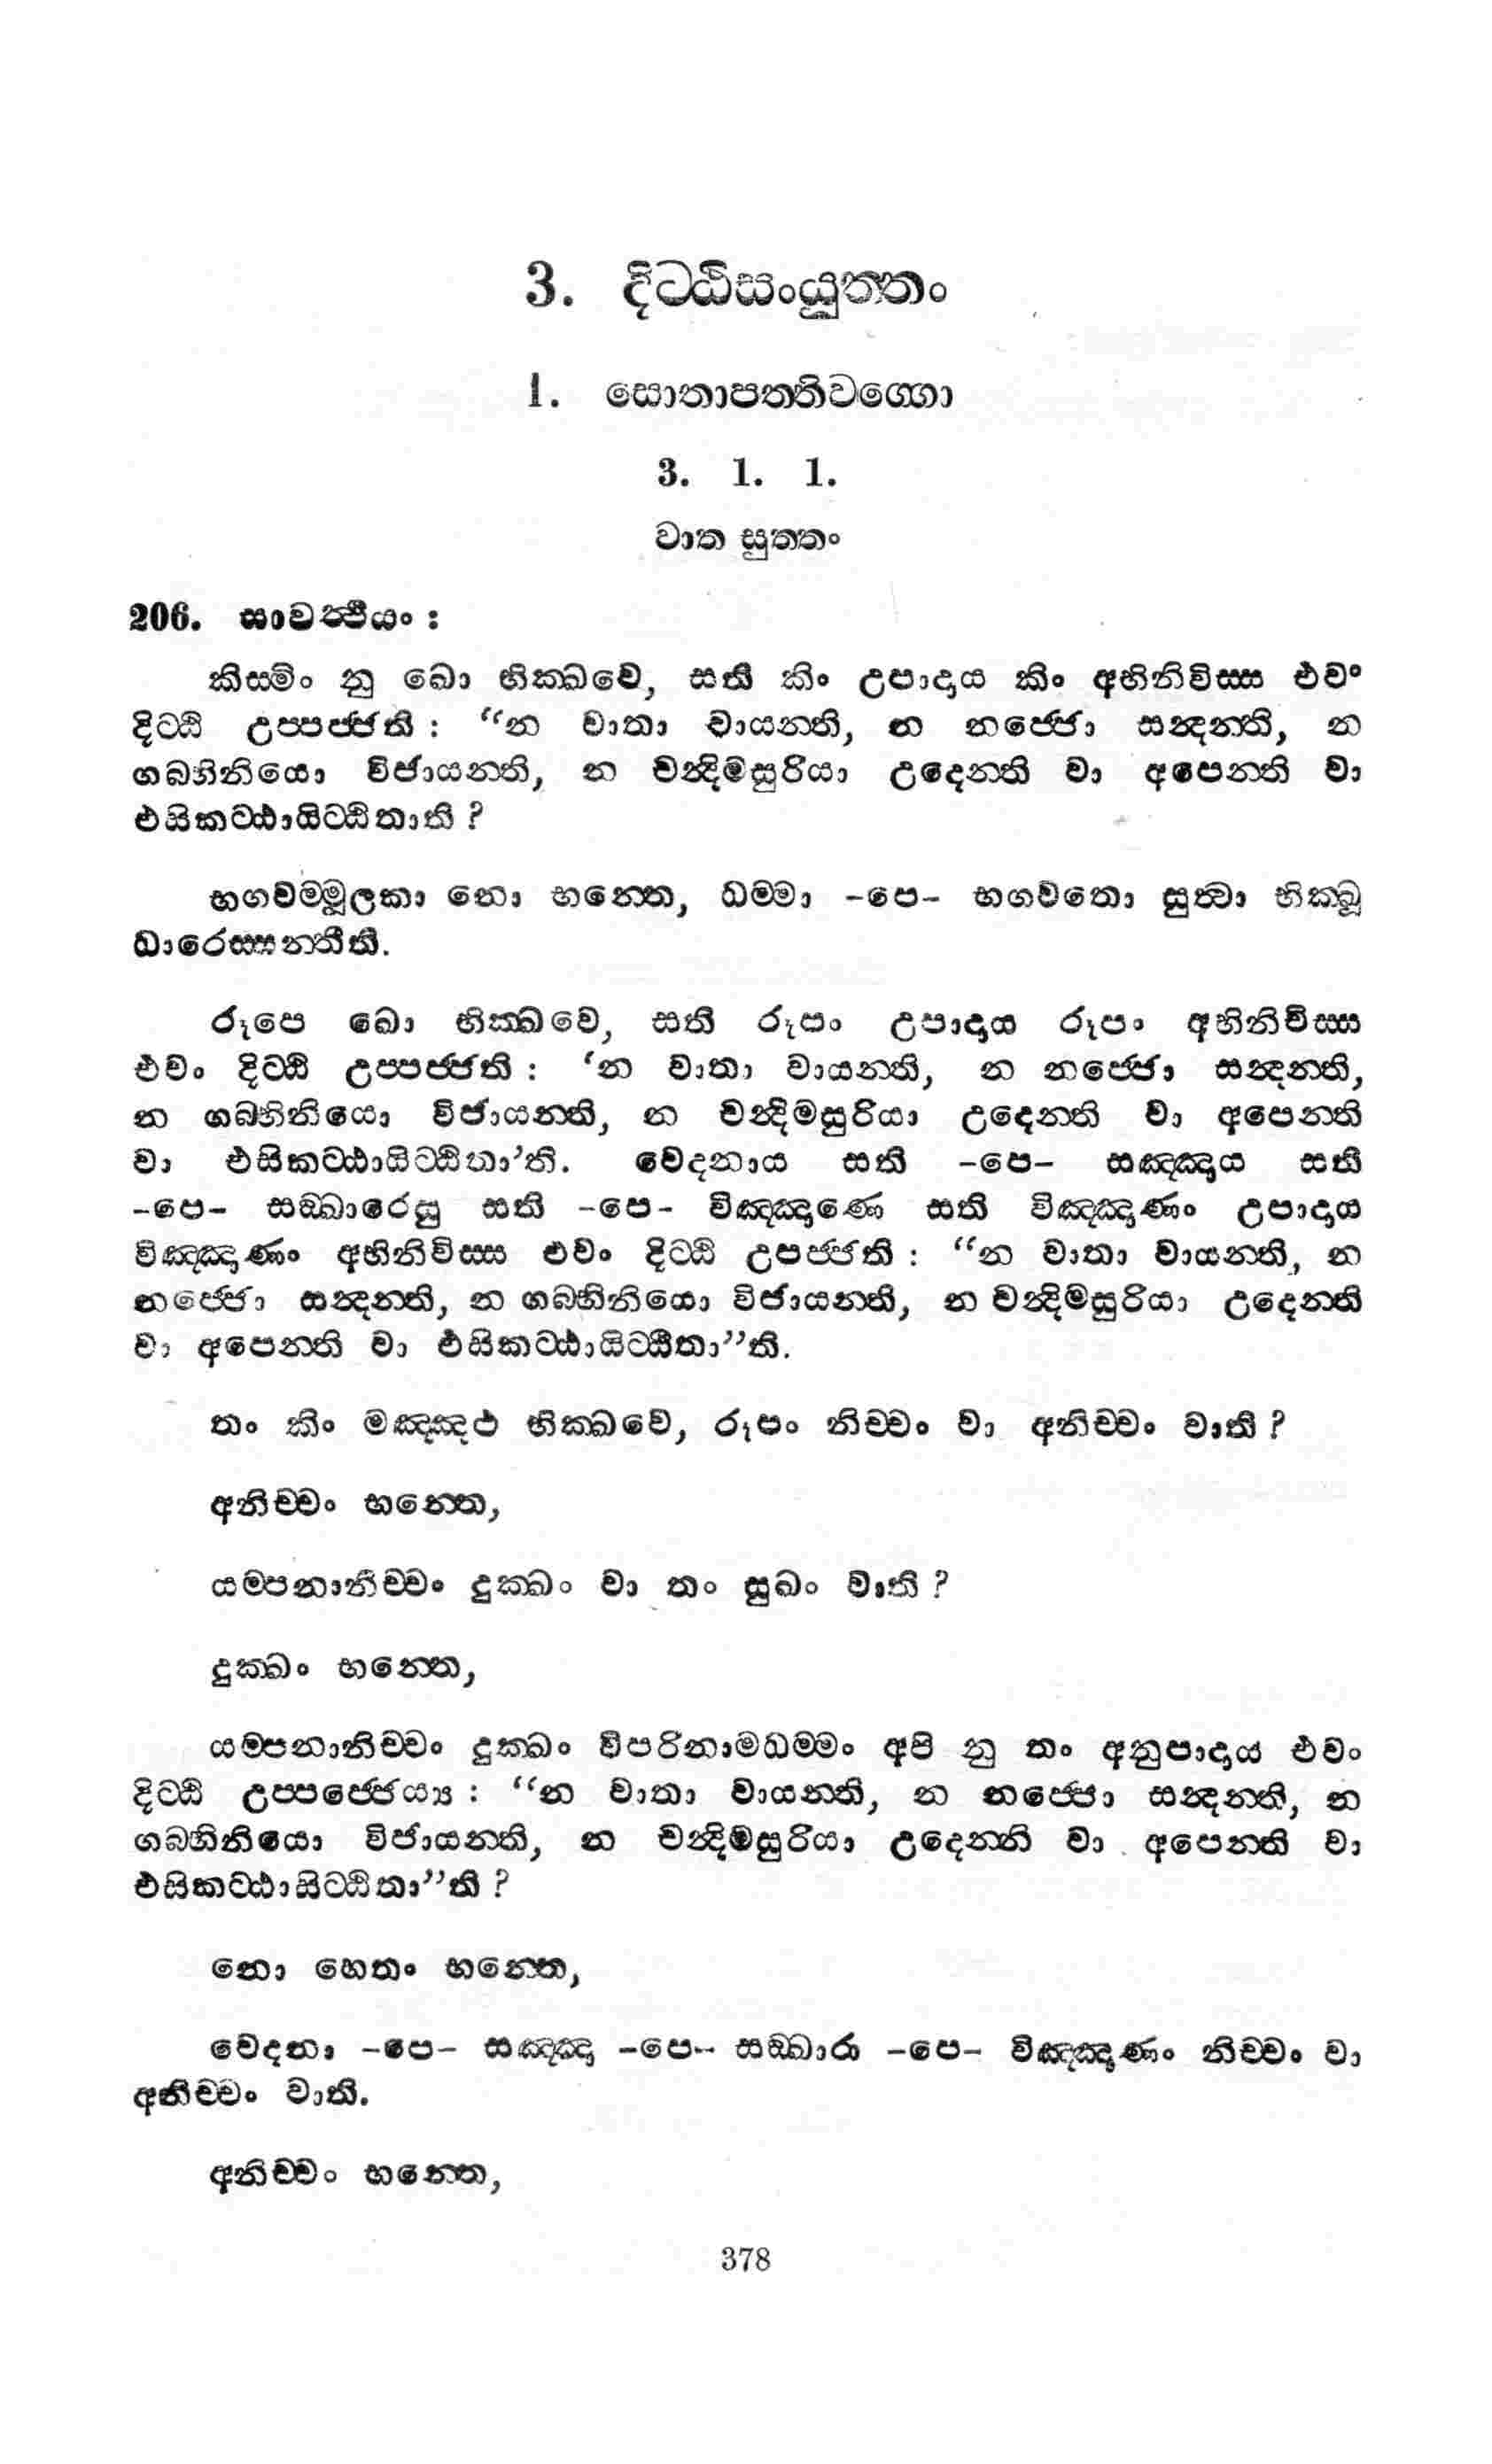 3. දිට්ඨිසංයුත්තං
1. සොතාපත්තිවග්ගො
3. 1. 1.
වාත සුත්තං
206. සාවත්ථියං :
කිස්මිං නු ඛො භික්ඛවෙ, සති කිං උපාදාය කිං අභිනිවිස්ස එවං
දිට්ඨි උප්පජ්ජති : “න වාතා වායන්ති, න නජ්ජො සන්දන්ති, න
ගබ්භිනියො විජායන්ති, න චන්දිමසුරියා උදෙන්ති වා අපෙන්ති වා
එසිකට්ඨායිට්ඨිතාති ?
භගවම්මූලකා නො භන්තෙ, ධම්මා -පෙ- භගවතො සුත්වා භික්ඛූ
ධාරෙස්සන්තීති.
රූපෙ ඛො භික්ඛවෙ, සති රූපං උපාදාය රූපං අභිනිවිස්ස
එවං දිට්ඨි උප්පජ්ජති : ‘න වාතා වායන්ති, න නජ්ජො සන්දන්ති,
න ගබ්භිනියො විජායන්ති, න චන්දිමසුරියා උදෙන්ති වා අපෙන්ති
වා එසිකට්ඨායිට්ඨිතා’ති. වෙදනාය සති -පෙ- සඤ්ඤාය සති
-පෙ- සඞ්ඛාරෙසු සති -පෙ- විඤ්ඤාණෙ සති විඤ්ඤාණං උපාදාය
විඤ්ඤාණං අභිනිවිස්ස එවං දිට්ඨි උපජ්ජති : “න වාතා වායන්ති, න
නජ්ජො සන්දන්ති, න ගබ්භිනියො විජායන්ති, න චන්දිමසුරියා උදෙන්ති
වා අපෙන්ති වා එසිකට්ඨායිට්ඨිතා”ති.
තං කිං මඤ්ඤථ භික්ඛවෙ, රූපං නිච්චං වා අනිච්චං වාති ?
අනිච්චං භන්තෙ,
යම්පනානිච්චං දුක්ඛං වා තං සුඛං වාති ?
දුක්ඛං භන්තෙ,
යම්පනානිච්චං දුක්ඛං විපරිනාමධම්මං අපි නු තං අනුපාදාය එවං
දිට්ඨි උප්පජ්ජෙය්‍ය : “න වාතා වායන්ති, න නජ්ජො සන්දන්ති, න
ගබ්භිනියො විජායන්ති, න චන්දිමසුරියා උදෙන්ති වා අපෙන්ති වා
එසිකට්ඨායිට්ඨිතා”ති ?
නො හෙතං භන්තෙ,
වෙදනා -පෙ- සඤ්ඤා -පෙ- සඞ්ඛාරා -පෙ- විඤ්ඤාණං නිච්චං වා
අනිච්චං වාති.
අනිච්චං භන්තෙ,
378